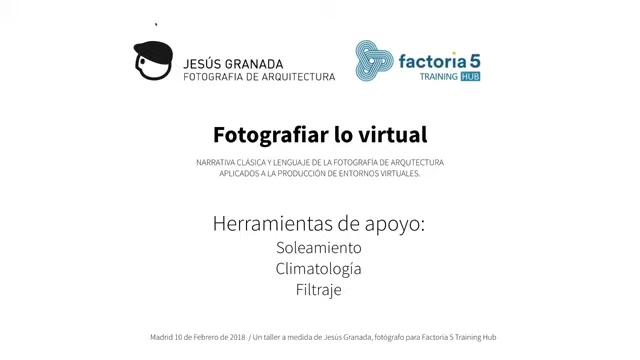 JESÚS GRANADA
FOTOGRAFIA DE ARQUITECTURA
factoria 5
TRAINING HUB
Fotografiar lo virtual
NARRATIVA CLÁSICA Y LENGUAJE DE LA FOTOGRAFÍA DE ARQUTECTURA
APLICADOS A LA PRODUCCIÓN DE ENTORNOS VIRTUALES.
Herramientas de apoyo:
Soleamiento
Climatología
Filtraje
Madrid 10 de Febrero de 2018 / Un taller a medida de Jesús Granada, fotógrafo para Factoria 5 Training Hub